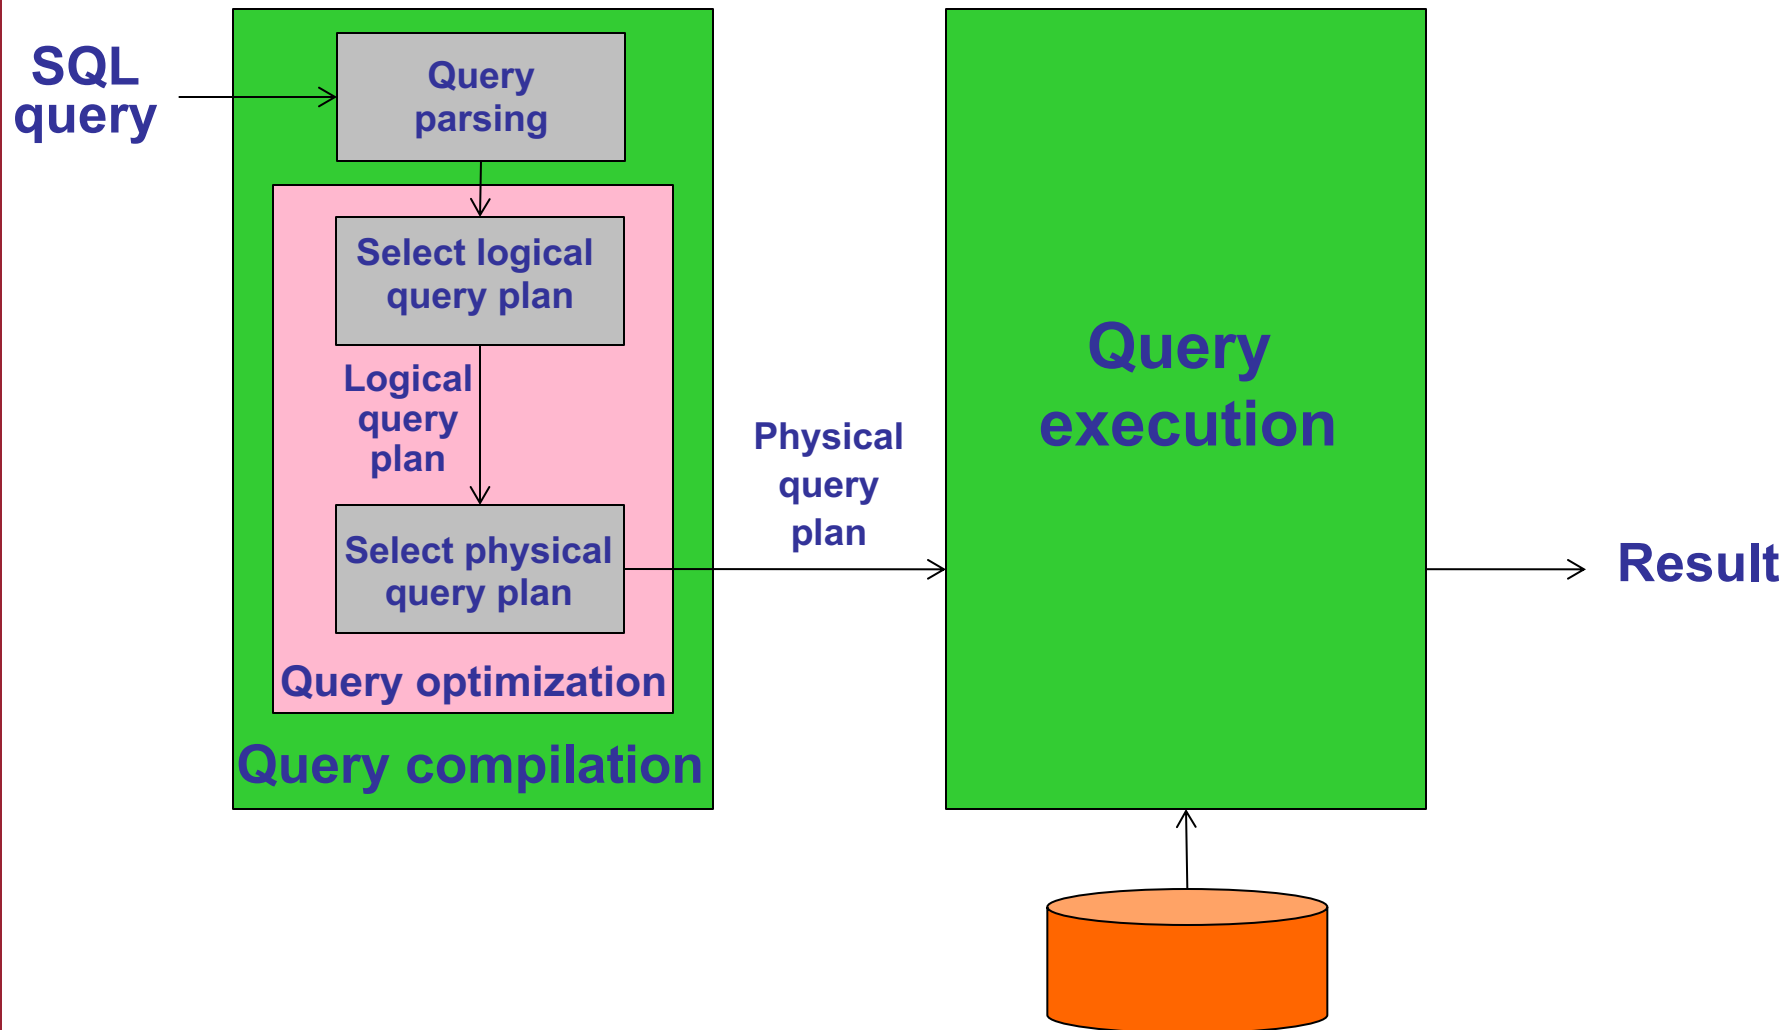 SQL
query
Query
parsing
Select logical
query plan
Logical
query
plan
Select physical
query plan
Query optimization
Query compilation
Physical
query
plan
Query
execution
Result